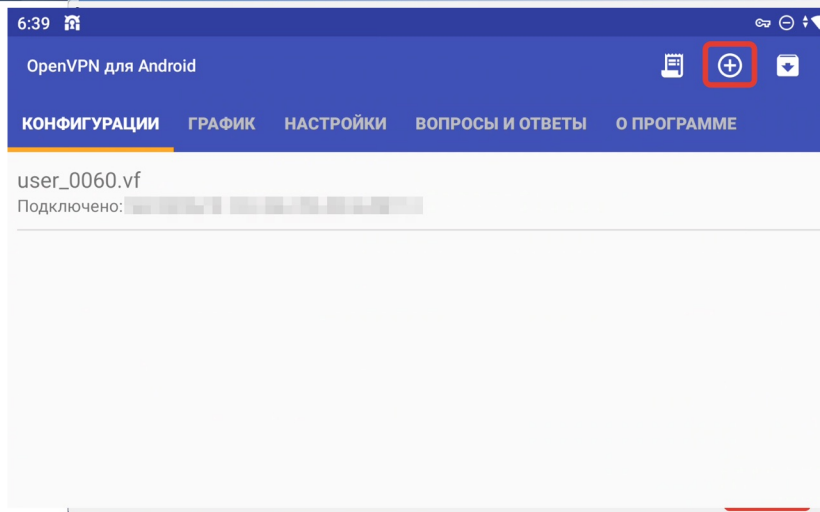 6:39
OpenVPN для Android
КОНФИГУРАЦИИ ГРАФИК НАСТРОЙКИ ВОПРОСЫ И ОТВЕТЫ О ПРОГРАММЕ
user_0060.vf
Подключено: